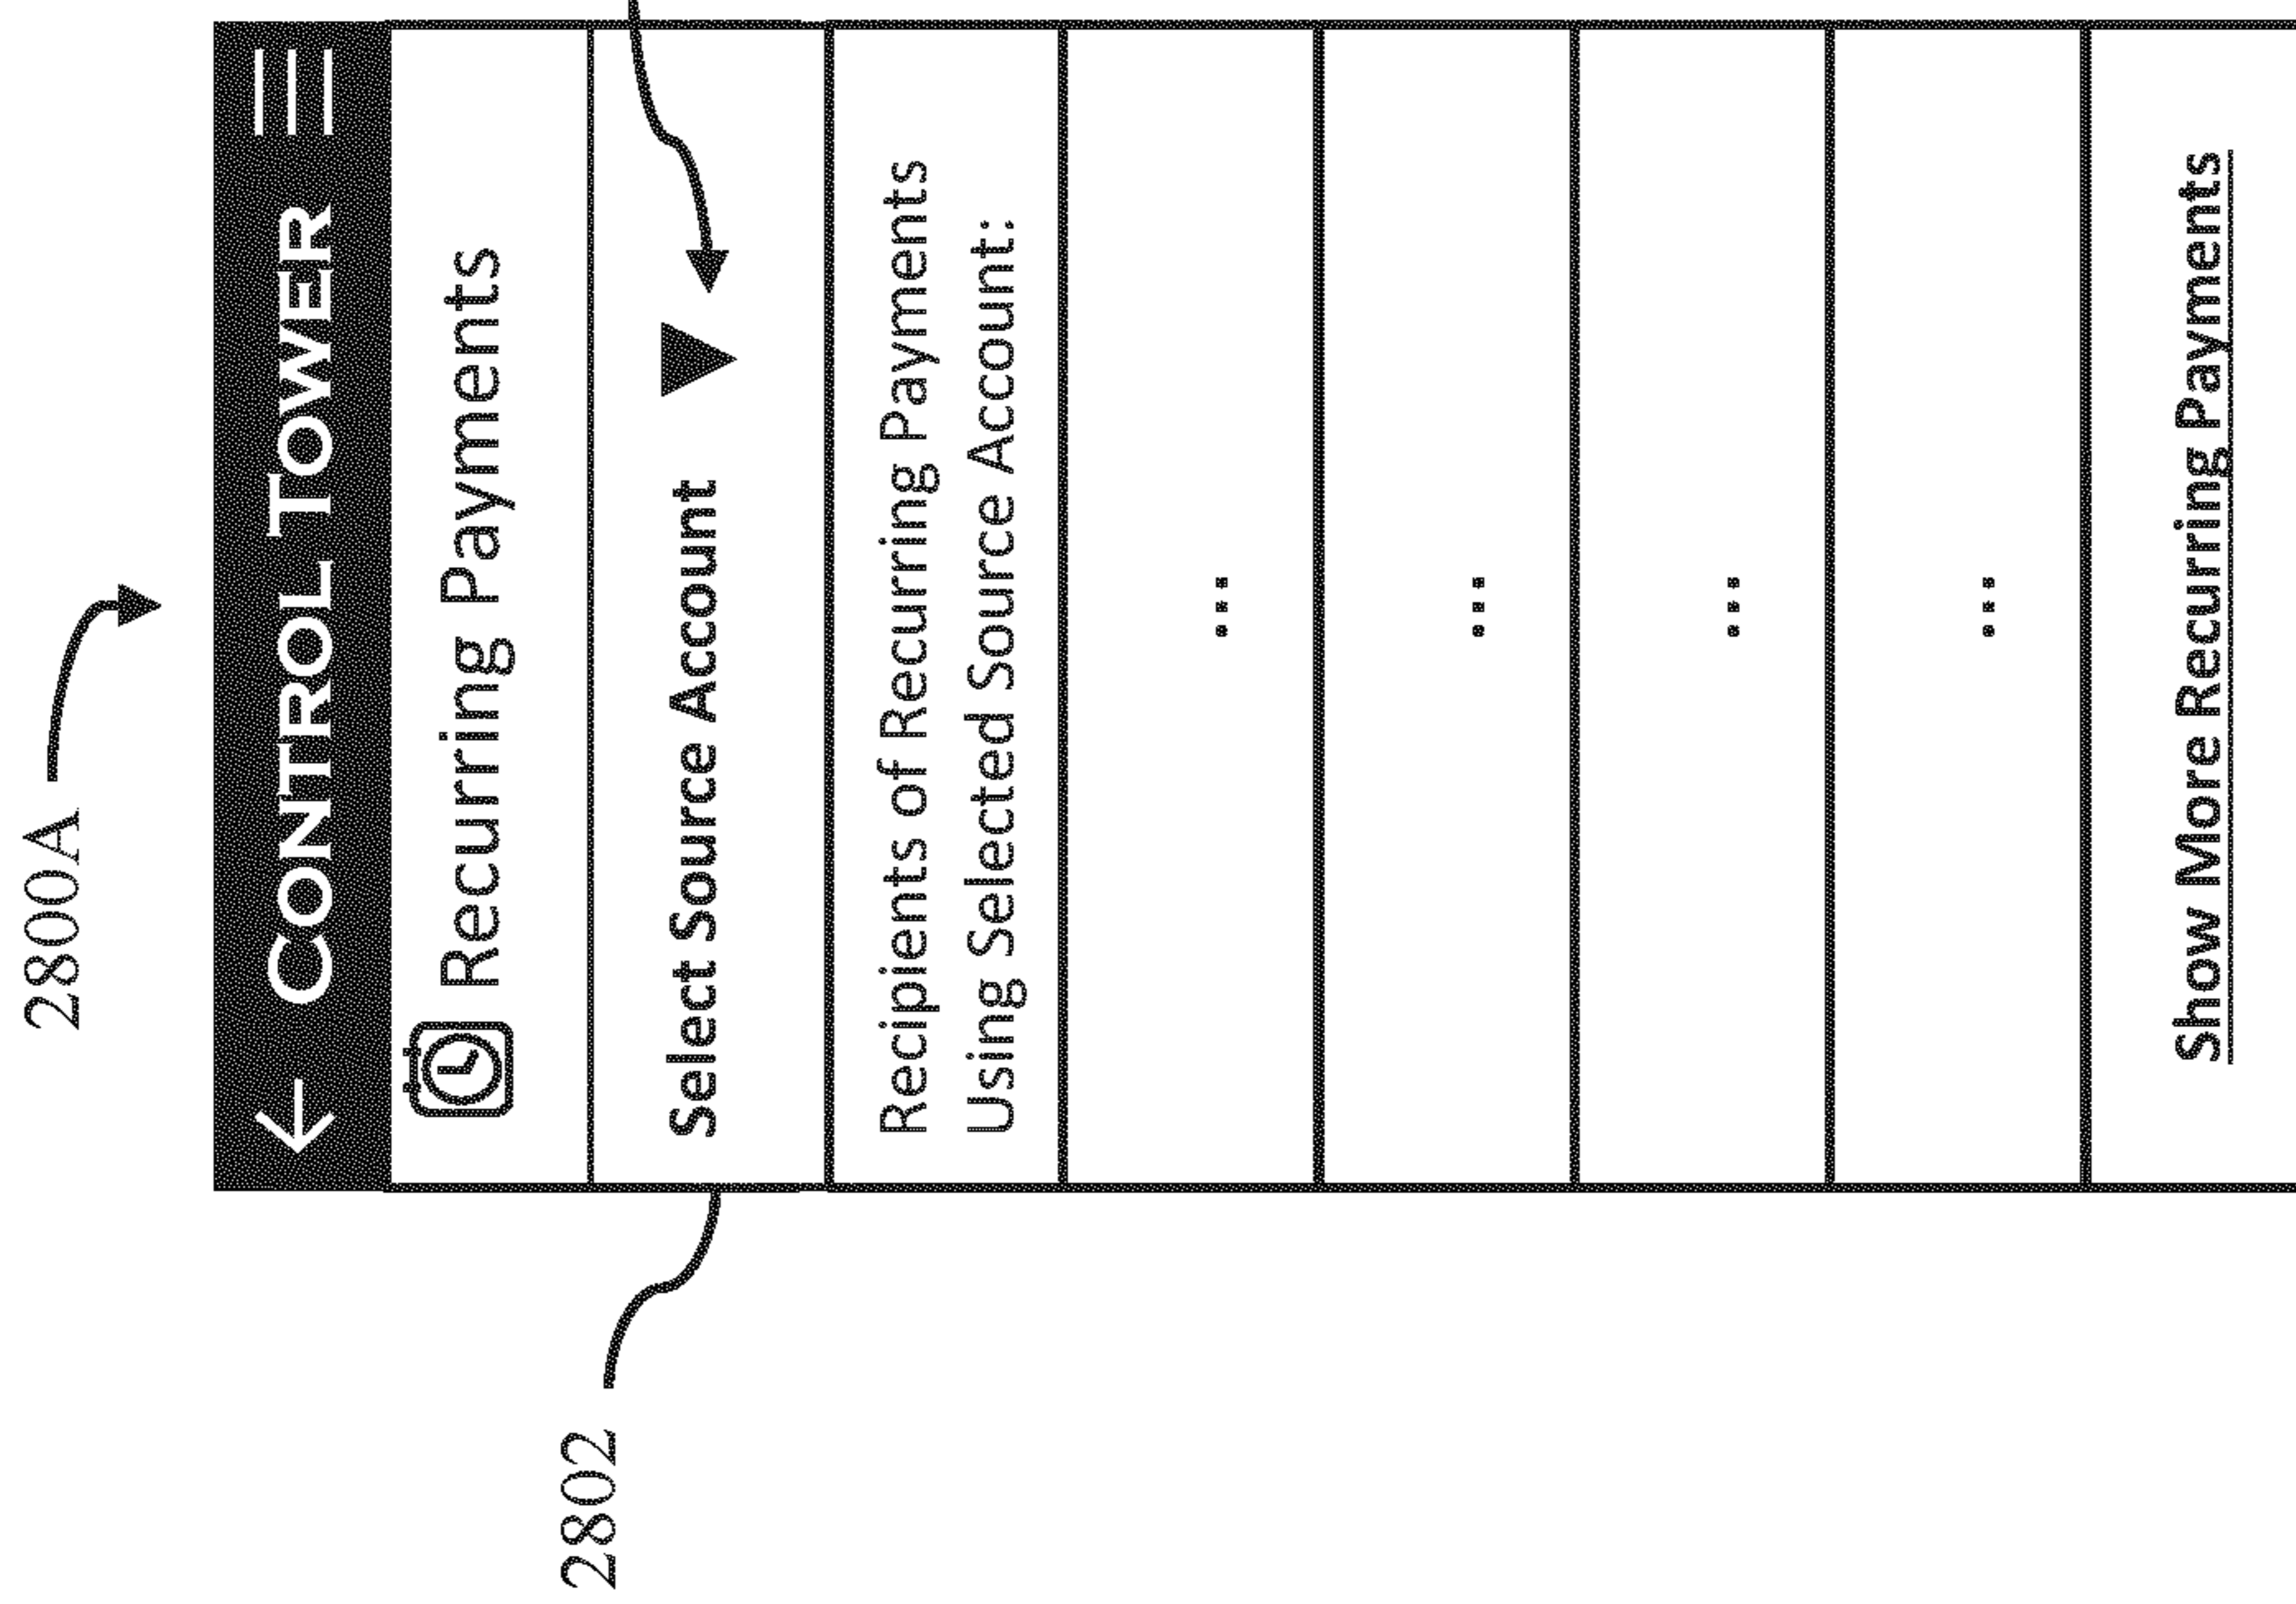 2800A
CONTROL TOWER
Recurring Payments
Select Source Account
2802
Recipients of Recurring Payments
Using Selected Source Account:
...
...
...
...
Show More Recurring Payments